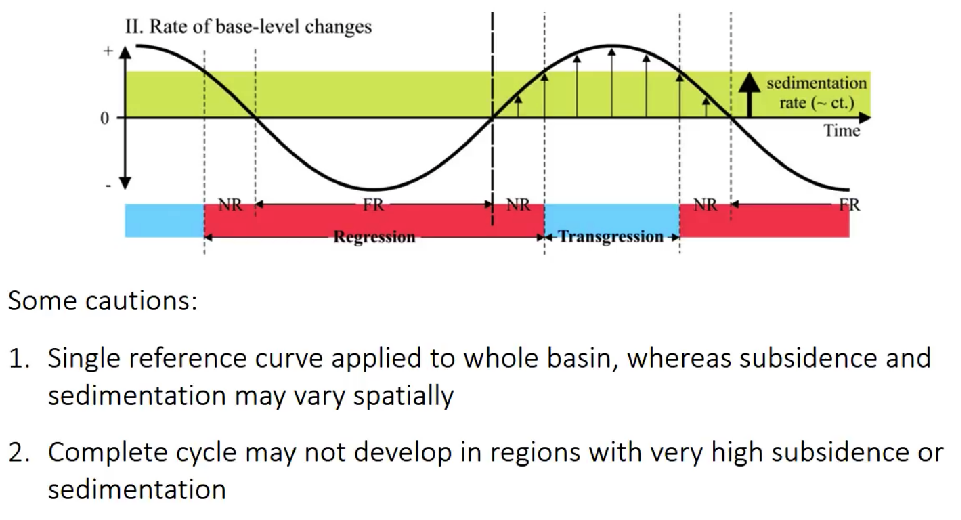 II. Rate of base-level changes
+
sedimentation
rate (~ ct.)
0
Time
-
NR FR NR NR FR
Regression Transgression
Some cautions:
1. Single reference curve applied to whole basin, whereas subsidence and
sedimentation may vary spatially
2. Complete cycle may not develop in regions with very high subsidence or
sedimentation